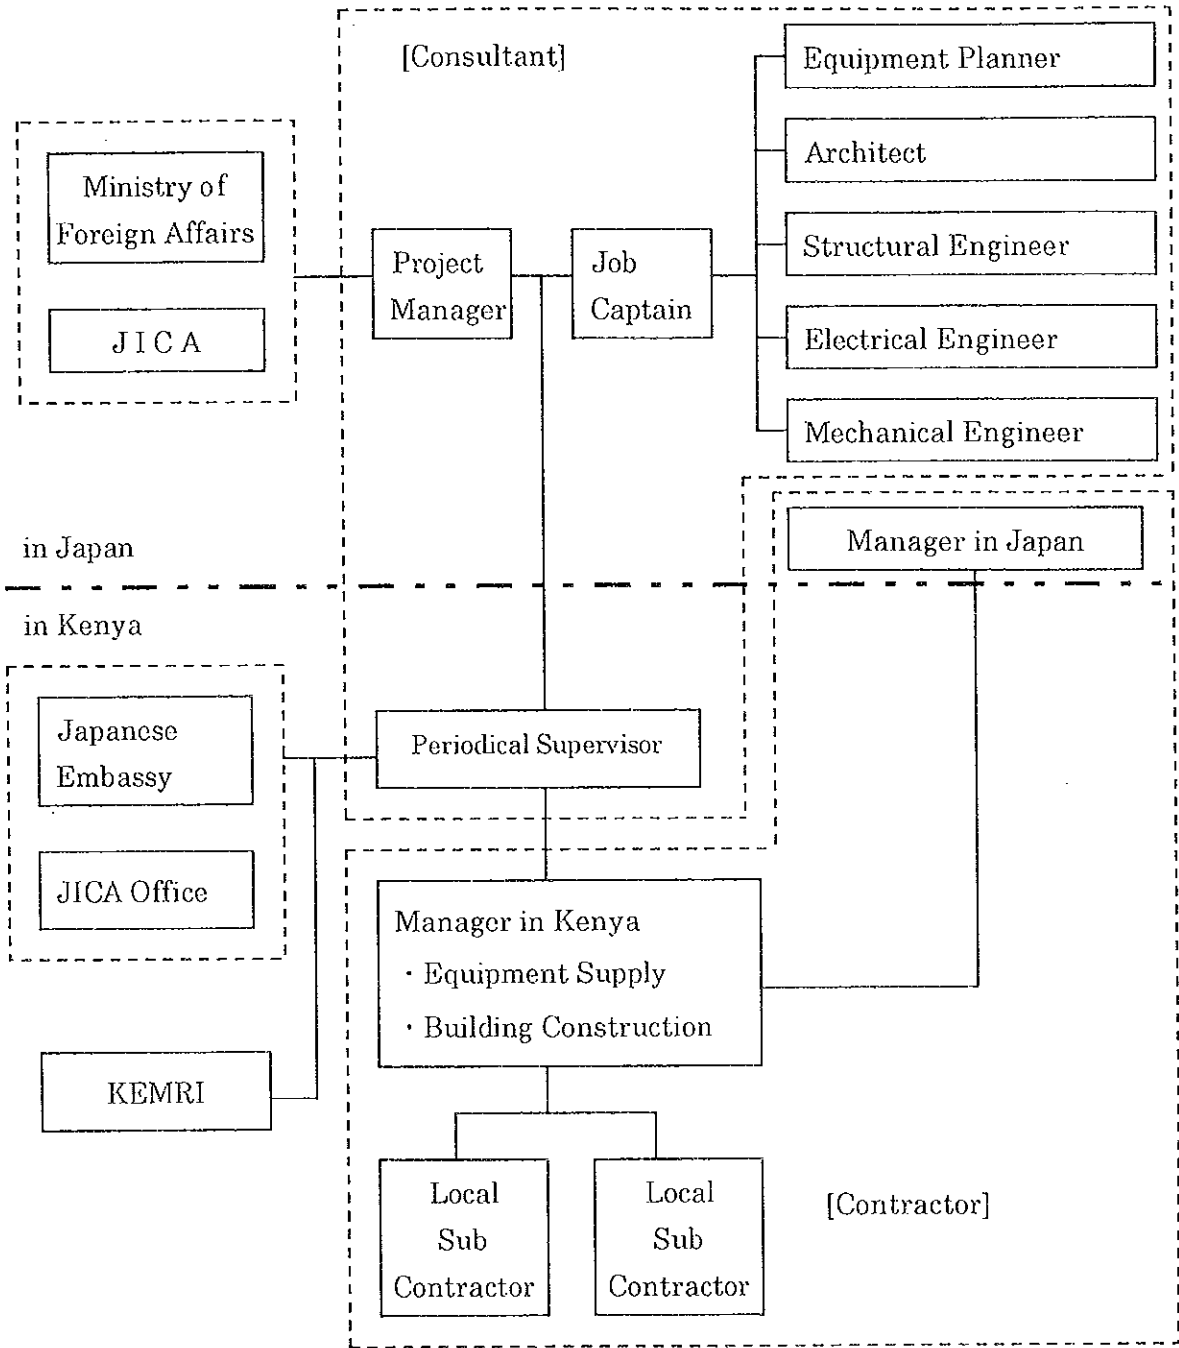 [Consultant]
Equipment Planner
Architect
Ministry of
Foreign Affairs
Project
Manager
Job
Captain
Structural Engineer
J I C A
Electrical Engineer
Mechanical Engineer
in Japan
Manager in Japan
in Kenya
Japanese
Embassy
Periodical Supervisor
JICA Office
Manager in Kenya
・Equipment Supply
・Building Construction
KEMRI
Local
Sub
Contractor
Local
Sub
Contractor
[Contractor]